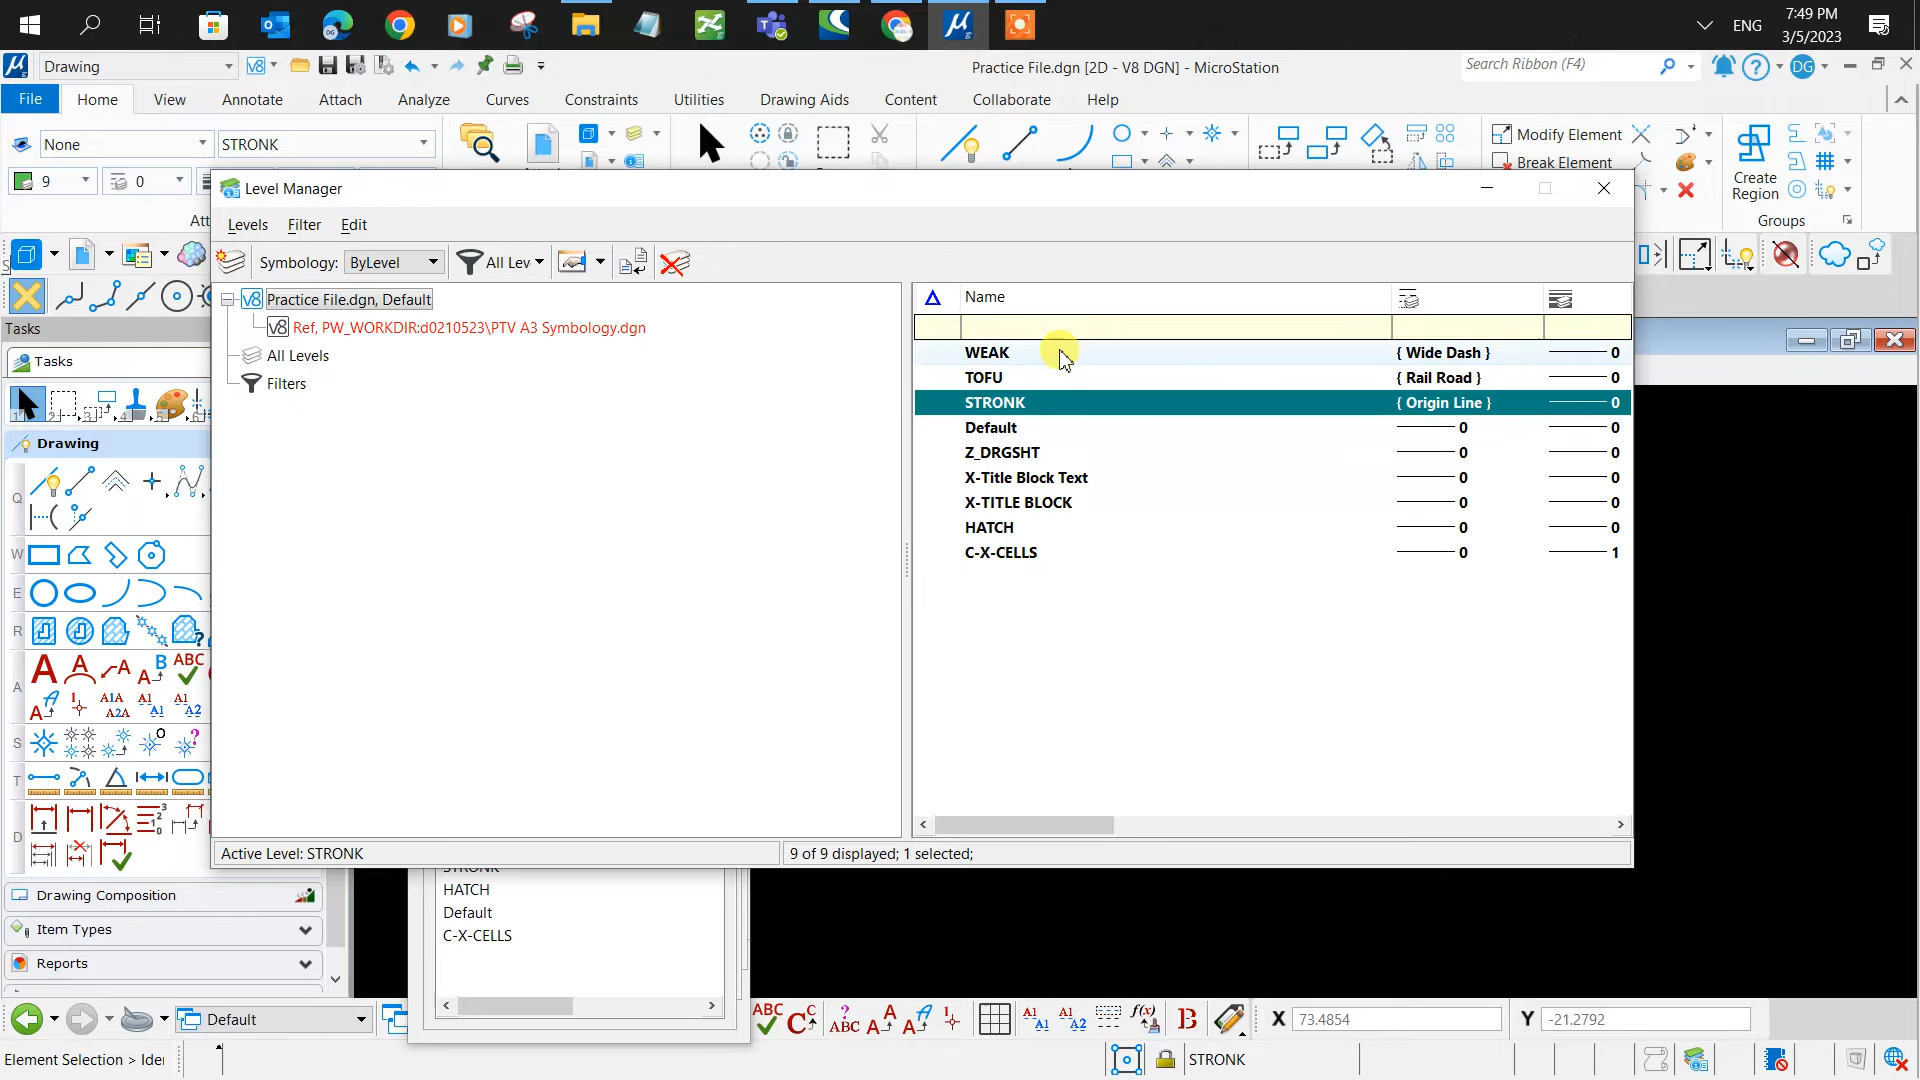 ENG
7:49 PM
3/5/2023
Drawing
Practice File.dgn [2D - V8 DGN] - MicroStation
Search Ribbon (F4)
DG
File Home View Annotate Attach Analyze Curves Constraints Utilities Drawing Aids Content Collaborate Help
None
STRONK
Modify Element
Break Element
9
0
Create
Region
Groups
Att
Level Manager
Levels Filter Edit
Symbology: ByLevel
All Lev
Practice File.dgn, Default
Ref, PW_WORKDIR:d0210523\PTV A3 Symbology.dgn
All Levels
Filters
Name
WEAK { Wide Dash } 0
TOFU { Rail Road } 0
STRONK { Origin Line } 0
Default 0 0
Z_DRGSHT 0 0
X-Title Block Text 0 0
X-TITLE BLOCK 0 0
HATCH 0 0
C-X-CELLS 0 1
Active Level: STRONK
9 of 9 displayed; 1 selected;
Tasks
Tasks
Drawing
Q
W
E
R
A
S
T
D
Drawing Composition
Item Types
Reports
STRONK
HATCH
Default
C-X-CELLS
Default
X 73.4854
Y -21.2792
Element Selection > Ide
STRONK